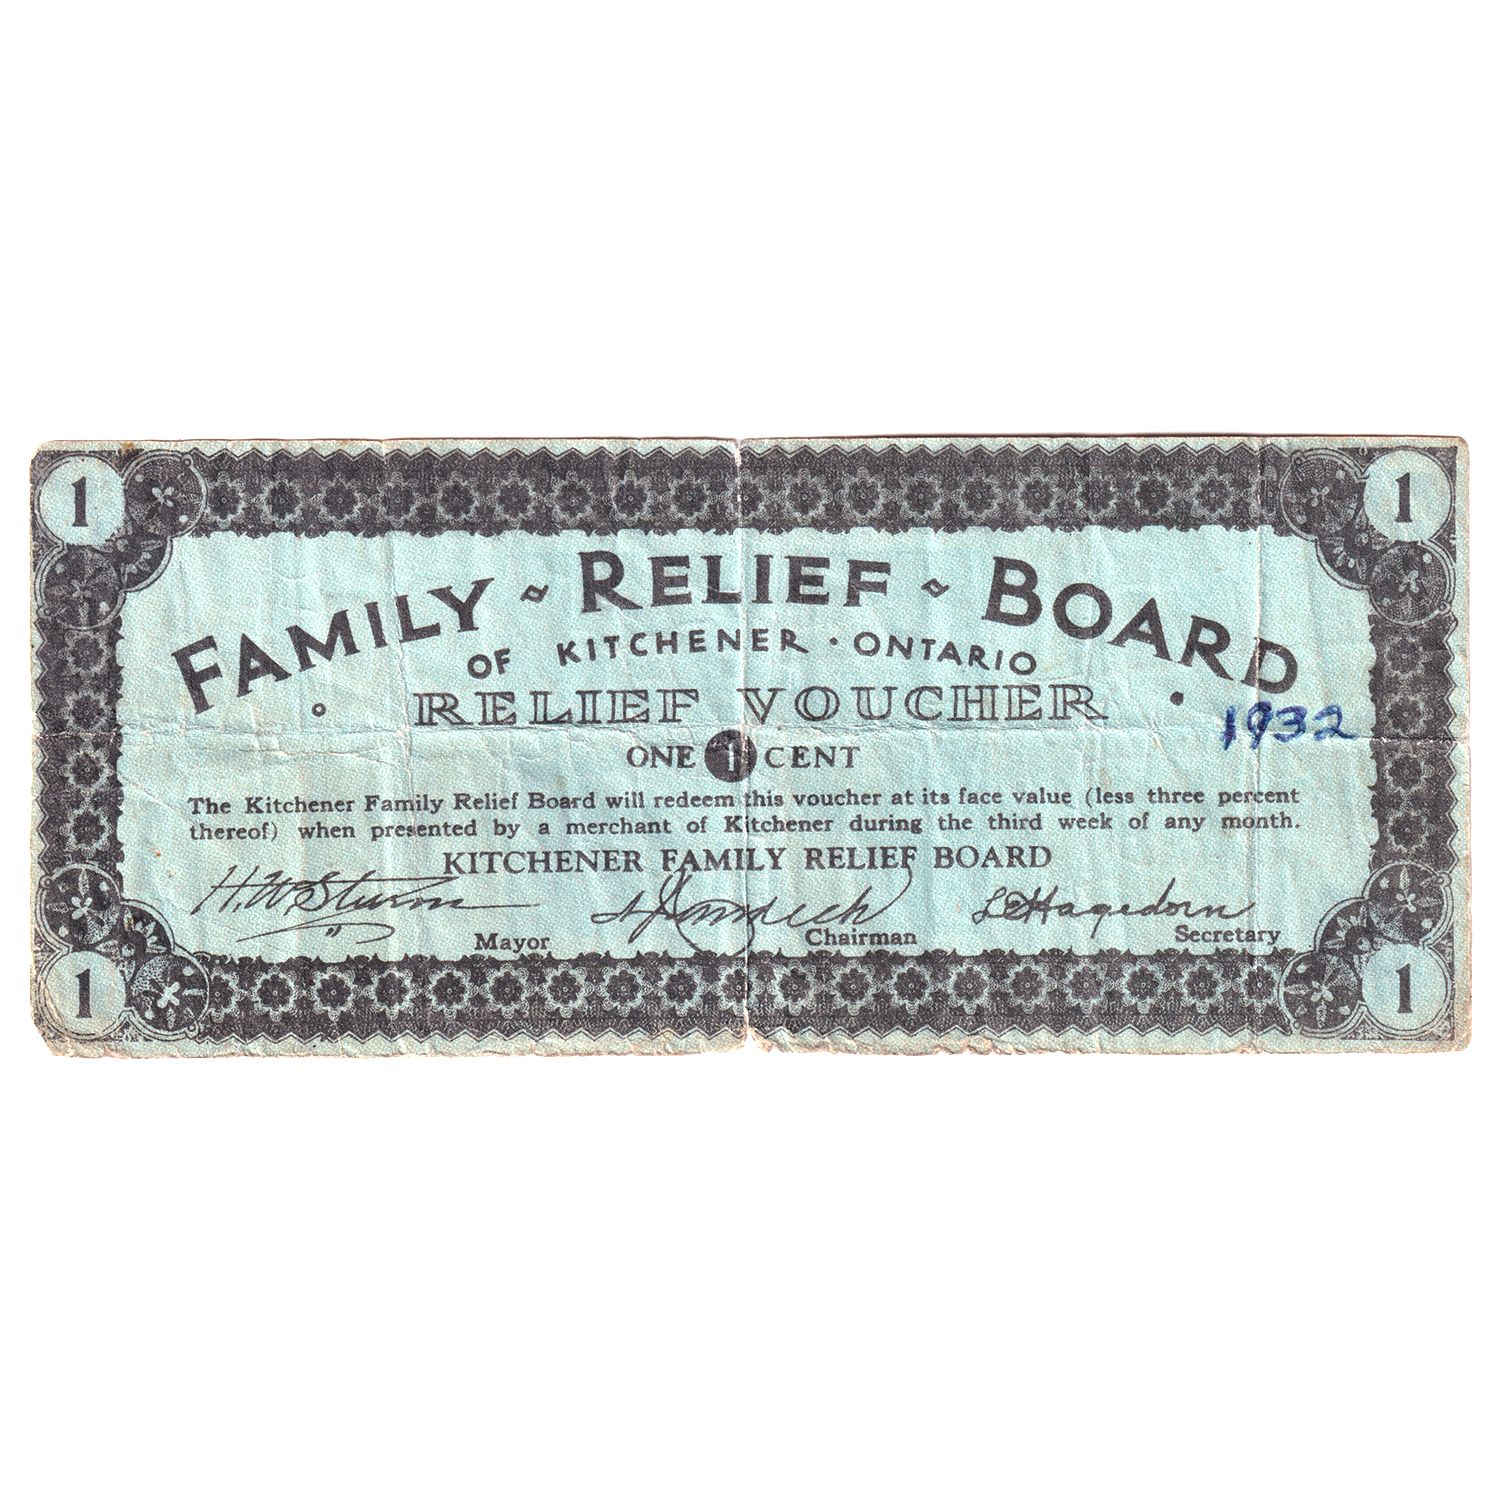 1 1
FAMILY ~ RELIEF ~ BOARD
OF KITCHENER · ONTARIO
RELIEF VOUCHER
1932
ONE 1 CENT
The Kitchener Family Relief Board will redeem this voucher at its face value (less three percent
thereof) when presented by a merchant of Kitchener during the third week of any month.
KITCHENER FAMILY RELIEF BOARD
H. W. Sturm Hagedorn
Mayor Chairman Secretary
1 1